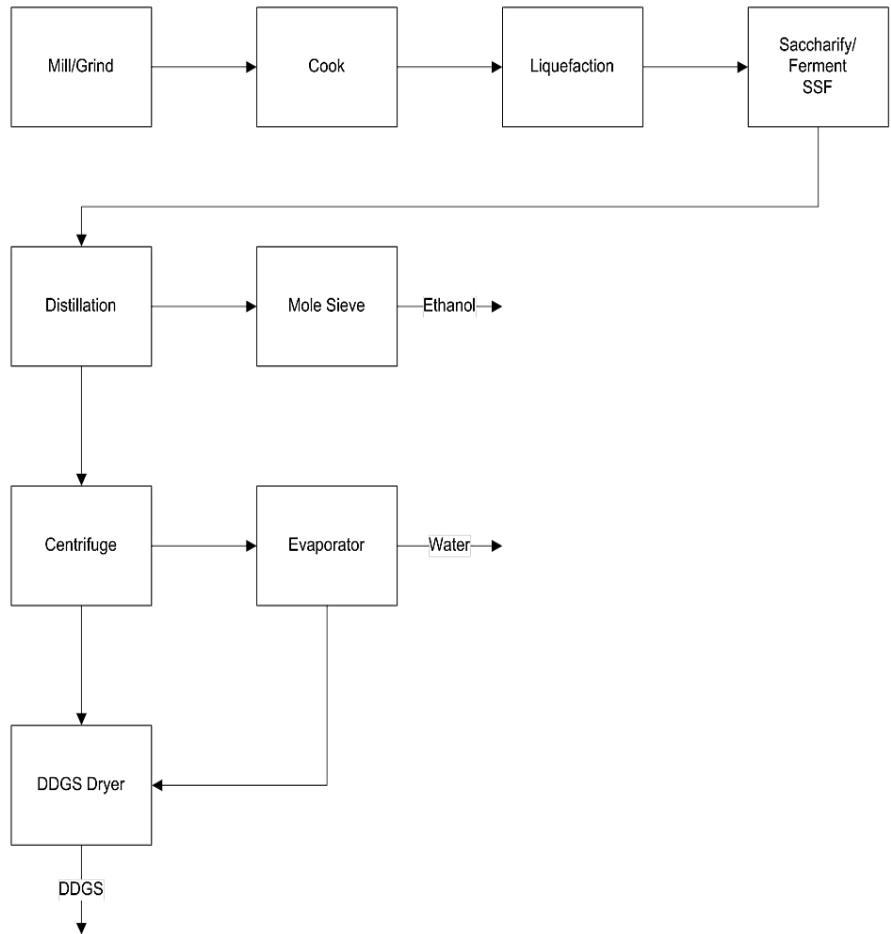 Mill/Grind
Cook
Liquefaction
Saccharify/
Ferment
SSF
Distillation
Mole Sieve
Ethanol
Centrifuge
Evaporator
Water
DDGS Dryer
DDGS